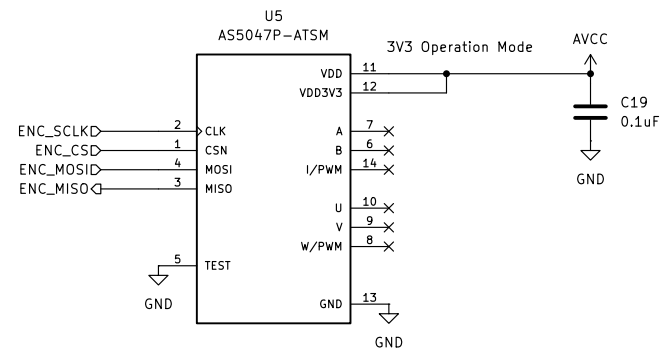 U5
AS5047P-ATSM
3V3 Operation Mode
AVCC
VDD 11
VDD3V3 12
C19
0.1uF
GND
ENC_SCLK 2 CLK
ENC_CS 1 CSN
ENC_MOSI 4 MOSI
ENC_MISO 3 MISO
A 7
B 6
I/PWM 14
U 10
V 9
W/PWM 8
5 TEST
GND
GND 13
GND